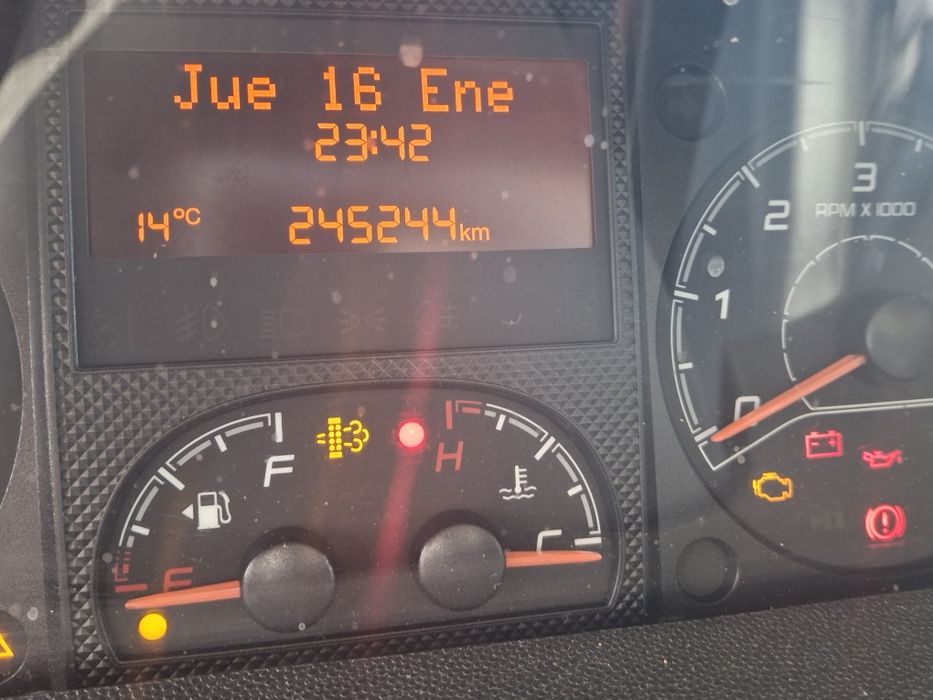 Jue 16 Ene
23:42
14°C 245244km
3
2
RPM X 1000
1
0
F
H
E
C